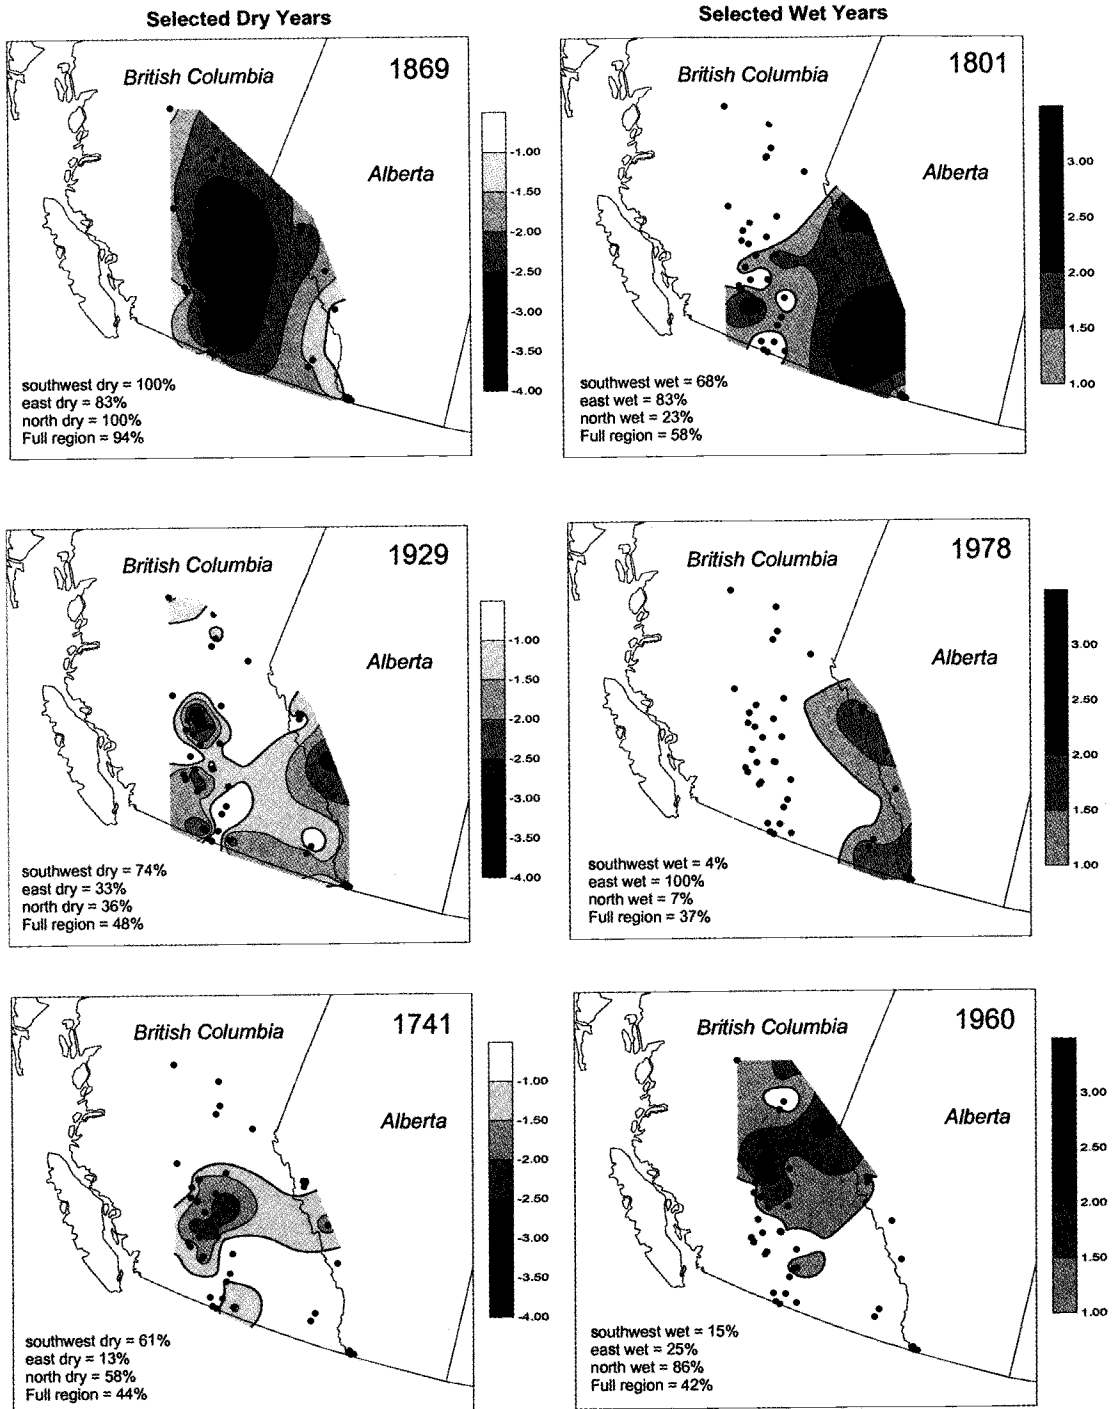 Selected Dry Years
Selected Wet Years
British Columbia
1869
Alberta
-1.00
-1.50
-2.00
-2.50
-3.00
-3.50
-4.00
southwest dry = 100%
east dry = 83%
north dry = 100%
Full region = 94%
British Columbia
1801
Alberta
3.00
2.50
2.00
1.50
1.00
southwest wet = 68%
east wet = 83%
north wet = 23%
Full region = 58%
British Columbia
1929
Alberta
-1.00
-1.50
-2.00
-2.50
-3.00
-3.50
-4.00
southwest dry = 74%
east dry = 33%
north dry = 36%
Full region = 48%
British Columbia
1978
Alberta
3.00
2.50
2.00
1.50
1.00
southwest wet = 4%
east wet = 100%
north wet = 7%
Full region = 37%
British Columbia
1741
Alberta
-1.00
-1.50
-2.00
-2.50
-3.00
-3.50
-4.00
southwest dry = 61%
east dry = 13%
north dry = 58%
Full region = 44%
British Columbia
1960
Alberta
3.00
2.50
2.00
1.50
1.00
southwest wet = 15%
east wet = 25%
north wet = 86%
Full region = 42%